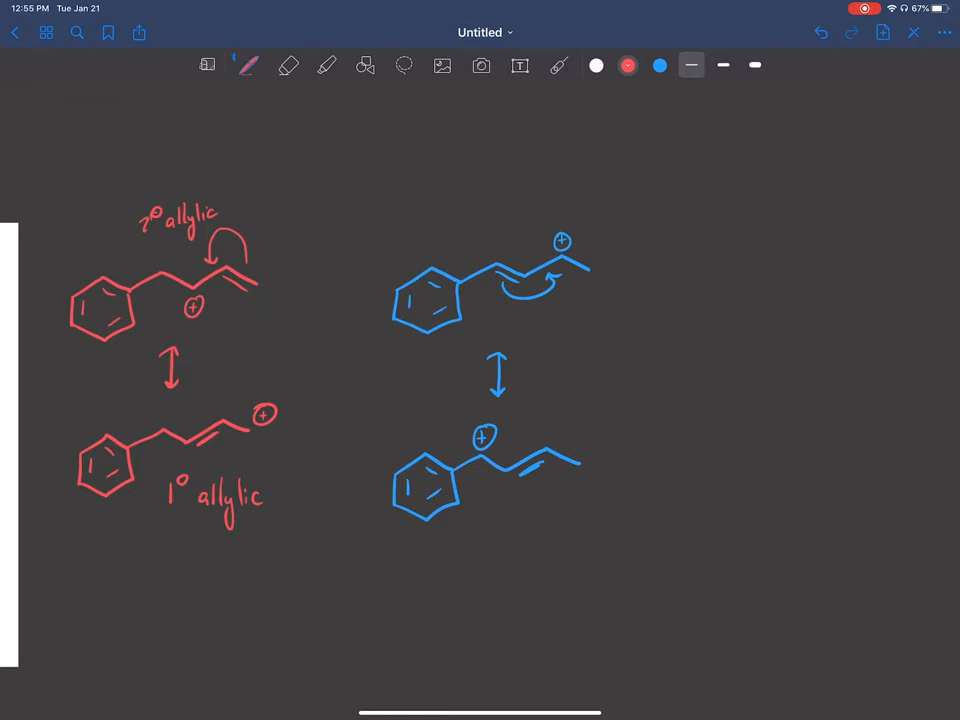 12:55 PM Tue Jan 21
67%
Untitled
T
2° allylic
+
+
+
+
1° allylic